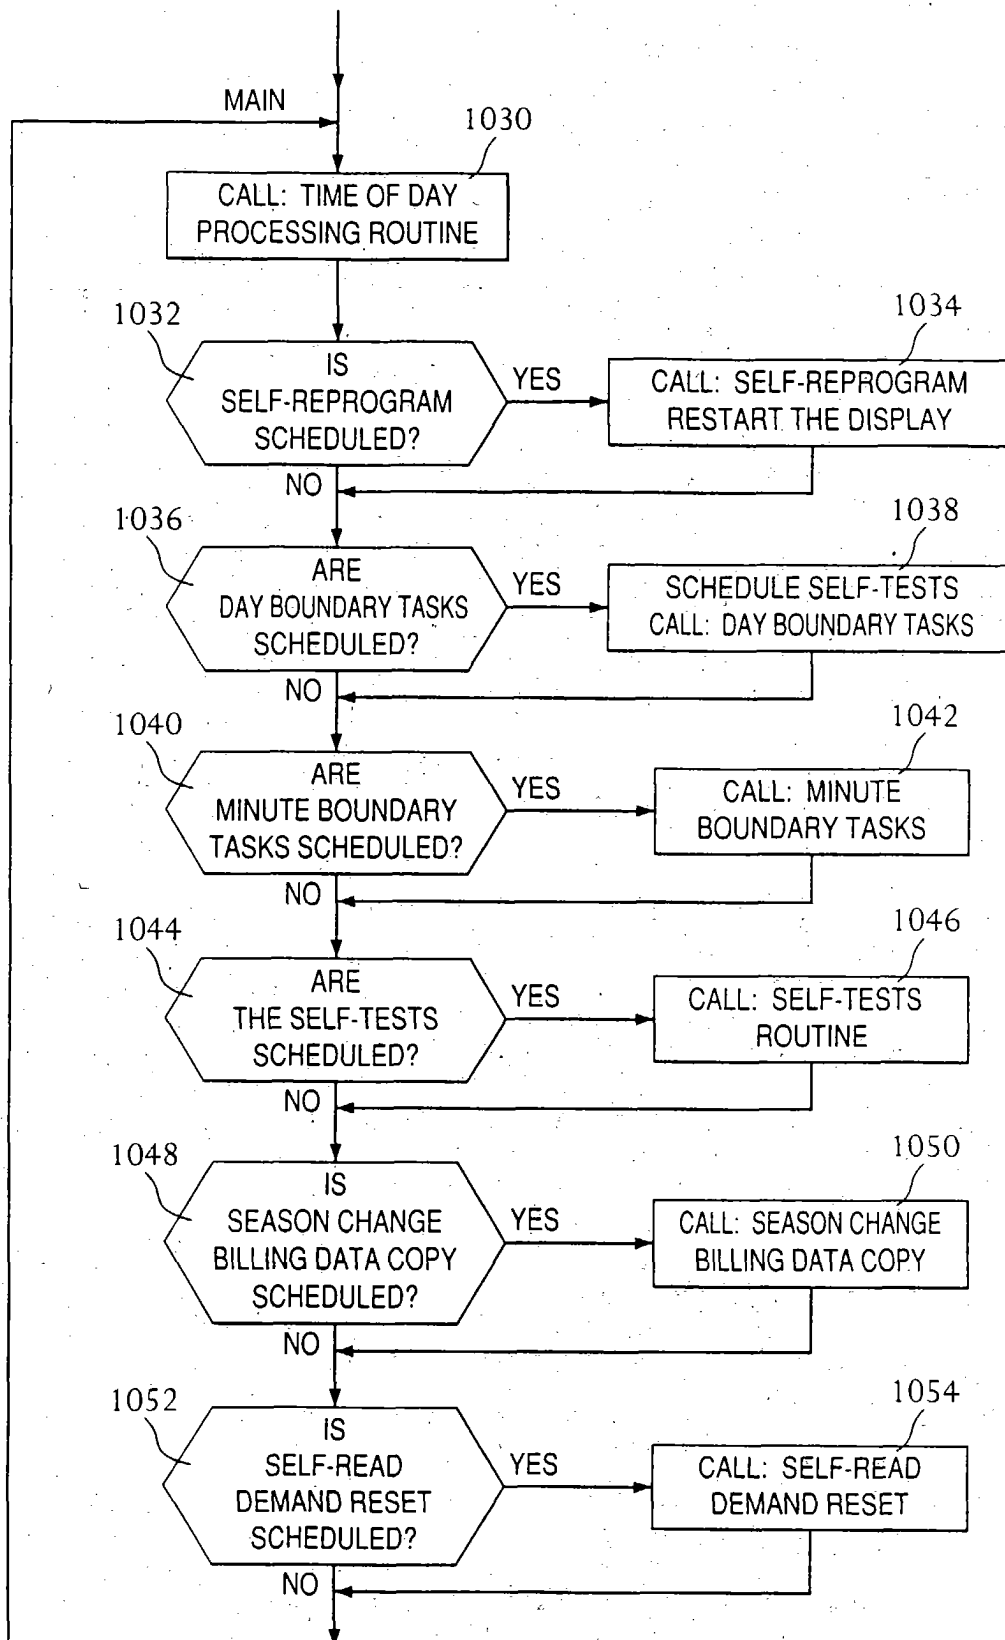 MAIN
1030
CALL: TIME OF DAY
PROCESSING ROUTINE
1032
IS
SELF-REPROGRAM
SCHEDULED?
YES
NO
1034
CALL: SELF-REPROGRAM
RESTART THE DISPLAY
1036
ARE
DAY BOUNDARY TASKS
SCHEDULED?
YES
NO
1038
SCHEDULE SELF-TESTS
CALL: DAY BOUNDARY TASKS
1040
ARE
MINUTE BOUNDARY
TASKS SCHEDULED?
YES
NO
1042
CALL: MINUTE
BOUNDARY TASKS
1044
ARE
THE SELF-TESTS
SCHEDULED?
YES
NO
1046
CALL: SELF-TESTS
ROUTINE
1048
IS
SEASON CHANGE
BILLING DATA COPY
SCHEDULED?
YES
NO
1050
CALL: SEASON CHANGE
BILLING DATA COPY
1052
IS
SELF-READ
DEMAND RESET
SCHEDULED?
YES
NO
1054
CALL: SELF-READ
DEMAND RESET